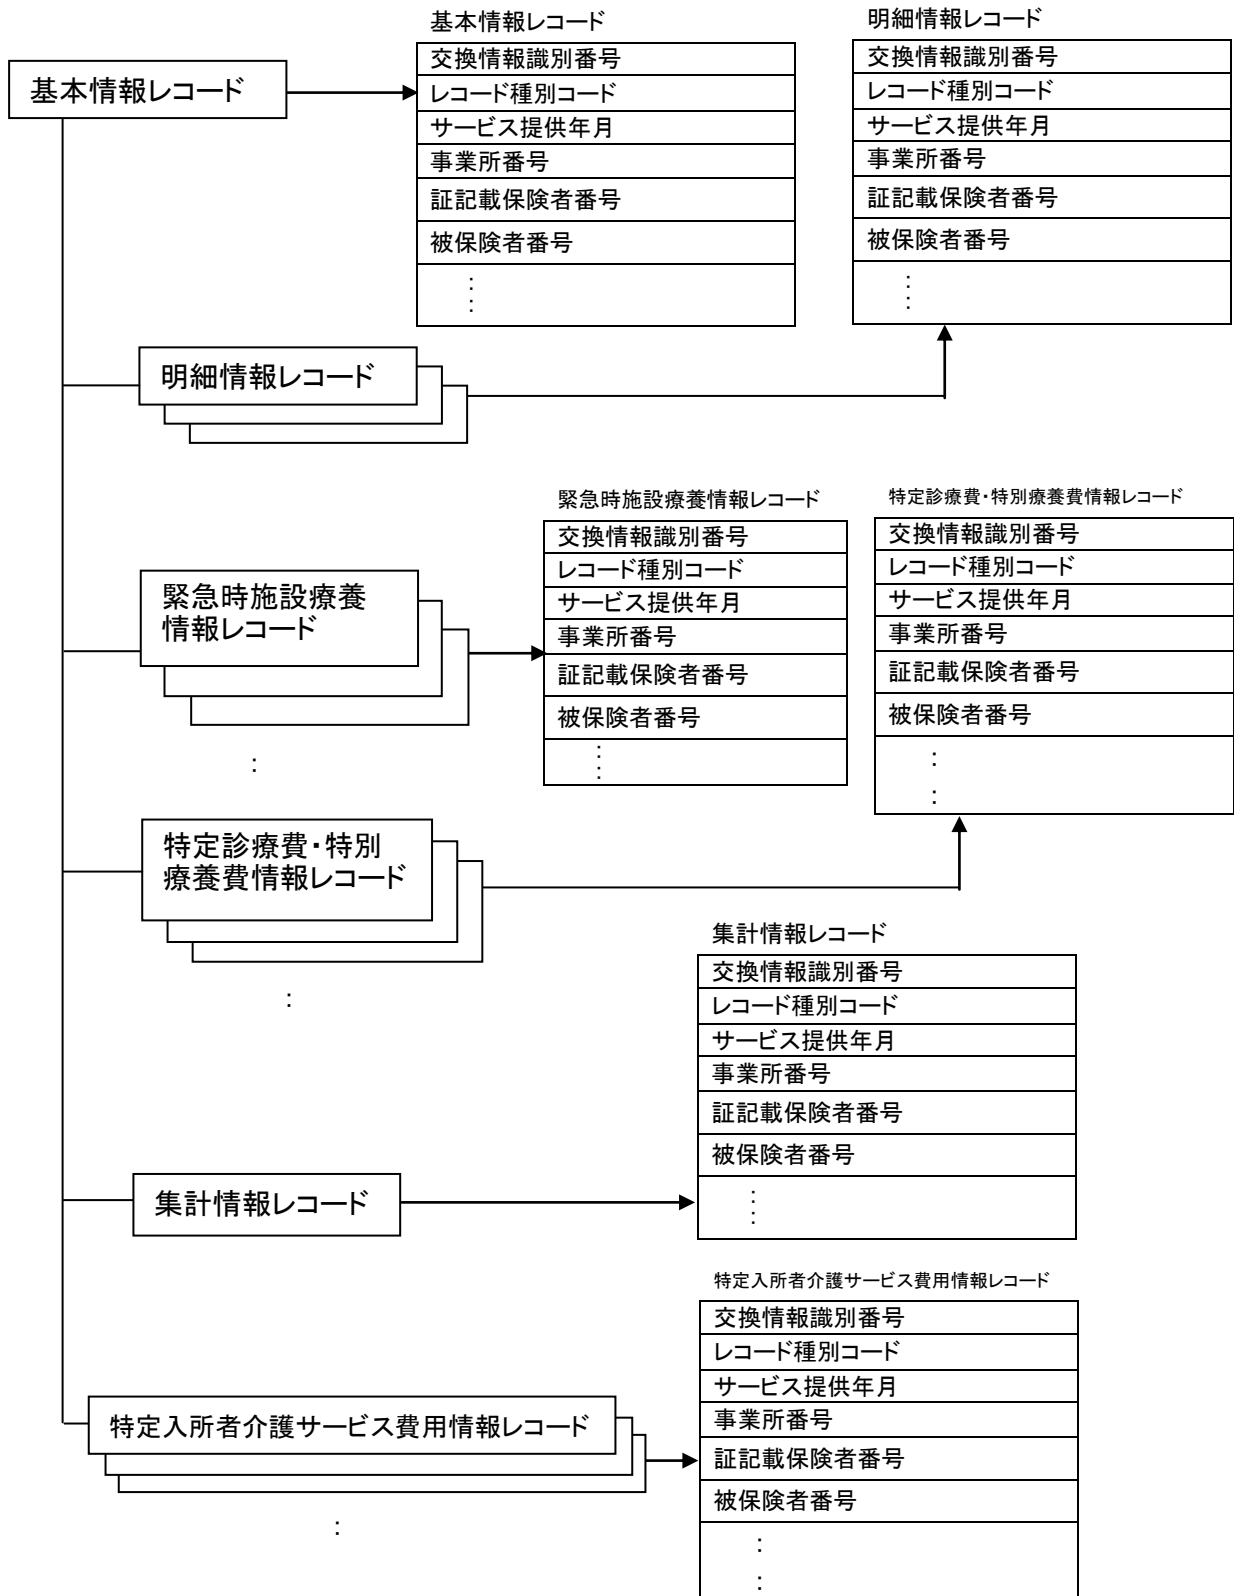 基本情報レコード
基本情報レコード
交換情報識別番号
レコード種別コード
サービス提供年月
事業所番号
証記載保険者番号
被保険者番号
:
:
明細情報レコード
交換情報識別番号
レコード種別コード
サービス提供年月
事業所番号
証記載保険者番号
被保険者番号
:
:
明細情報レコード
緊急時施設療養
情報レコード
:
緊急時施設療養情報レコード
交換情報識別番号
レコード種別コード
サービス提供年月
事業所番号
証記載保険者番号
被保険者番号
:
:
特定診療費・特別療養費情報レコード
交換情報識別番号
レコード種別コード
サービス提供年月
事業所番号
証記載保険者番号
被保険者番号
:
:
特定診療費・特別
療養費情報レコード
:
集計情報レコード
集計情報レコード
交換情報識別番号
レコード種別コード
サービス提供年月
事業所番号
証記載保険者番号
被保険者番号
:
:
特定入所者介護サービス費用情報レコード
:
特定入所者介護サービス費用情報レコード
交換情報識別番号
レコード種別コード
サービス提供年月
事業所番号
証記載保険者番号
被保険者番号
:
: